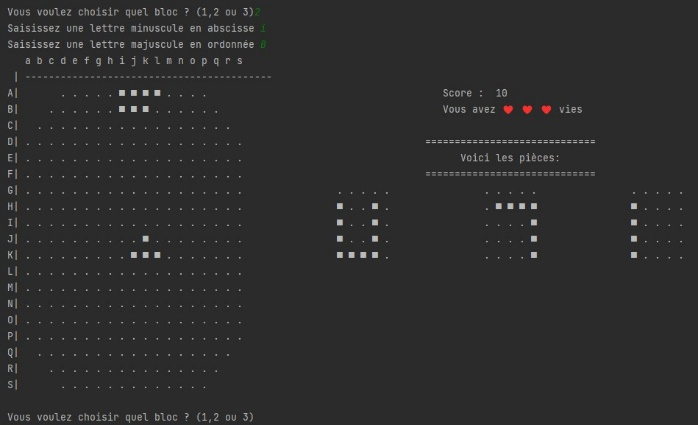 Vous voulez choisir quel bloc ? (1,2 ou 3)2
Saisissez une lettre minuscule en abscisse i
Saisissez une lettre majuscule en ordonnée B
a b c d e f g h i j k l m n o p q r s
| -----------------------------------------
A| . . . . . ■ ■ ■ ■ . . . . Score : 10
B| . . . . . . ■ ■ ■ . . . . . . Vous avez ♥ ♥ ♥ vies
C| . . . . . . . . . . . . . . . . .
D| . . . . . . . . . . . . . . . . . . . =============================
E| . . . . . . . . . . . . . . . . . . . Voici les pièces:
F| . . . . . . . . . . . . . . . . . . . =============================
G| . . . . . . . . . . . . . . . . . . . . . . . . . . . . . . . . . .
H| . . . . . . . . . . . . . . . . . . . ■ . . ■ . . ■ ■ ■ ■ ■ . . . .
I| . . . . . . . . . . . . . . . . . . . ■ . . ■ . . . . . ■ ■ . . . .
J| . . . . . . . . . . ■ . . . . . . . . ■ . . ■ . . . . . ■ ■ . . . .
K| . . . . . . . . . ■ ■ ■ . . . . . . . ■ ■ ■ ■ . . . . . ■ ■ . . . .
L| . . . . . . . . . . . . . . . . . . .
M| . . . . . . . . . . . . . . . . . . .
N| . . . . . . . . . . . . . . . . . . .
O| . . . . . . . . . . . . . . . . . . .
P| . . . . . . . . . . . . . . . . . . .
Q| . . . . . . . . . . . . . . . . .
R| . . . . . . . . . . . . . . .
S| . . . . . . . . . . . . .
Vous voulez choisir quel bloc ? (1,2 ou 3)